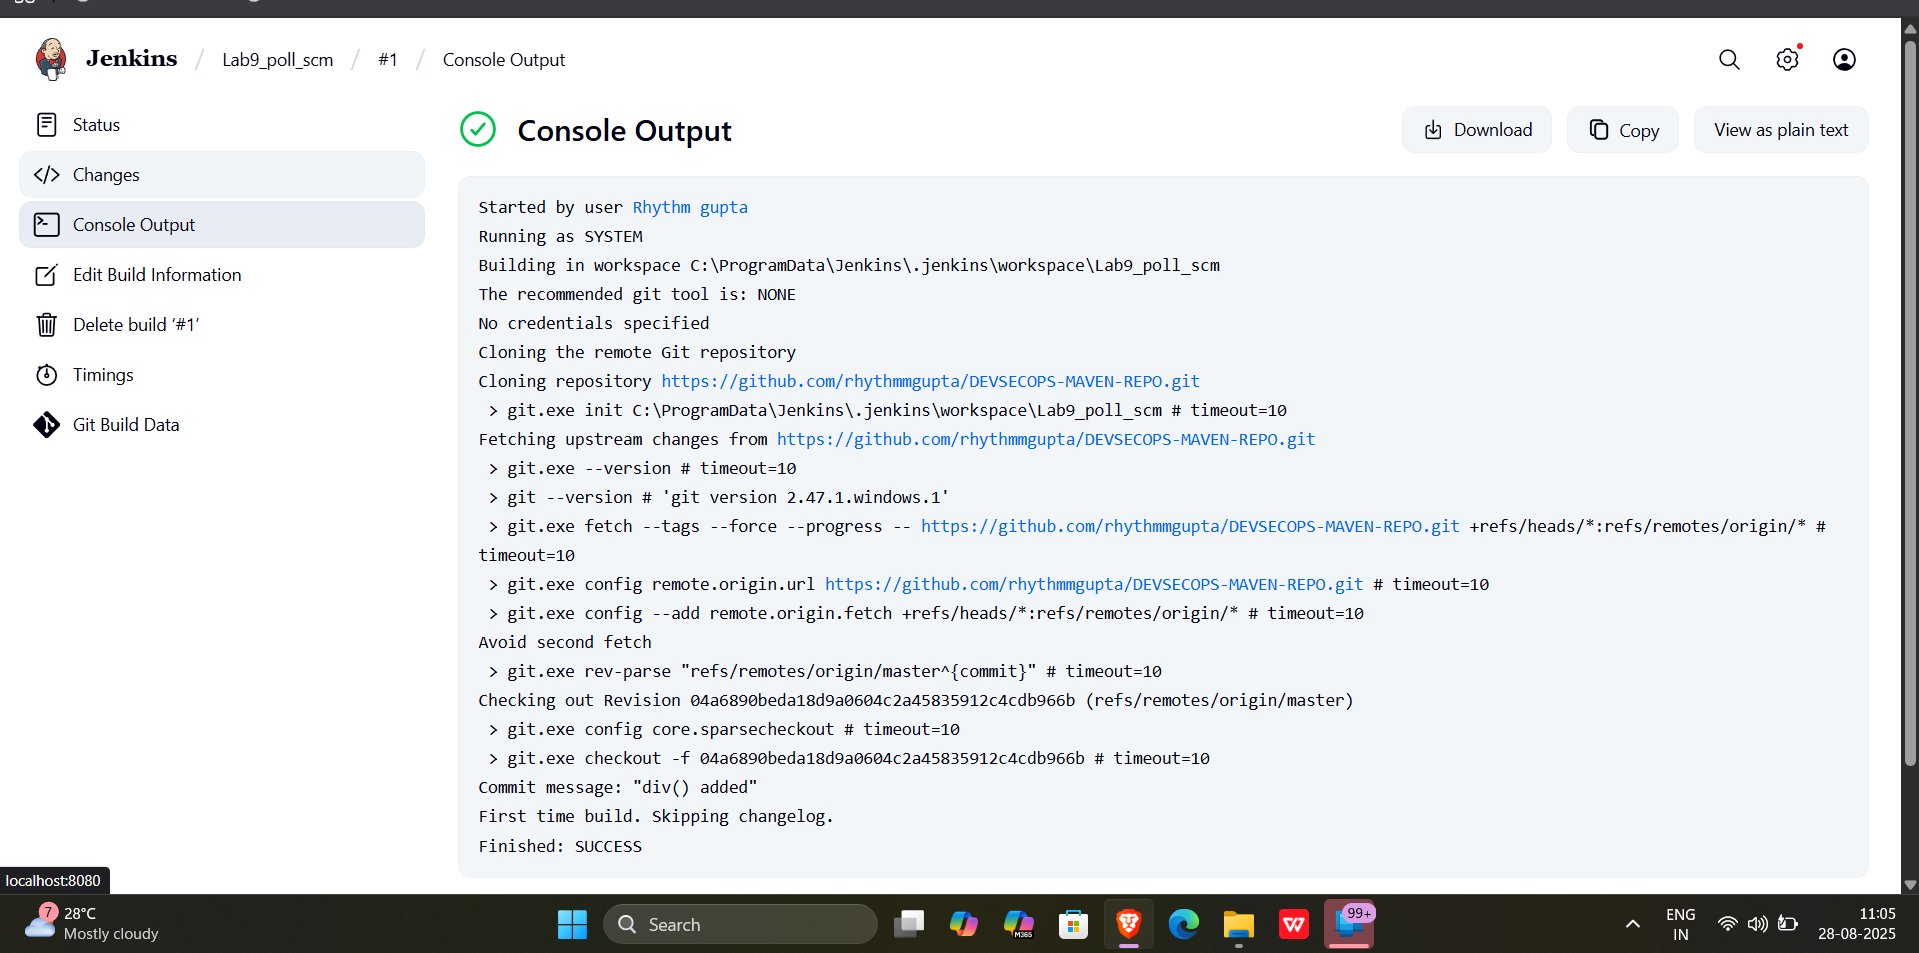 Jenkins / Lab9_poll_scm / #1 / Console Output
Status
Changes
Console Output
Edit Build Information
Delete build ‘#1’
Timings
Git Build Data
Console Output
Download
Copy
View as plain text
Started by user Rhythm gupta
Running as SYSTEM
Building in workspace C:\ProgramData\Jenkins\.jenkins\workspace\Lab9_poll_scm
The recommended git tool is: NONE
No credentials specified
Cloning the remote Git repository
Cloning repository https://github.com/rhythmmgupta/DEVSECOPS-MAVEN-REPO.git
 > git.exe init C:\ProgramData\Jenkins\.jenkins\workspace\Lab9_poll_scm # timeout=10
Fetching upstream changes from https://github.com/rhythmmgupta/DEVSECOPS-MAVEN-REPO.git
 > git.exe --version # timeout=10
 > git --version # 'git version 2.47.1.windows.1'
 > git.exe fetch --tags --force --progress -- https://github.com/rhythmmgupta/DEVSECOPS-MAVEN-REPO.git +refs/heads/*:refs/remotes/origin/* #
timeout=10
 > git.exe config remote.origin.url https://github.com/rhythmmgupta/DEVSECOPS-MAVEN-REPO.git # timeout=10
 > git.exe config --add remote.origin.fetch +refs/heads/*:refs/remotes/origin/* # timeout=10
Avoid second fetch
 > git.exe rev-parse "refs/remotes/origin/master^{commit}" # timeout=10
Checking out Revision 04a6890beda18d9a0604c2a45835912c4cdb966b (refs/remotes/origin/master)
 > git.exe config core.sparsecheckout # timeout=10
 > git.exe checkout -f 04a6890beda18d9a0604c2a45835912c4cdb966b # timeout=10
Commit message: "div() added"
First time build. Skipping changelog.
Finished: SUCCESS
localhost:8080
7
28°C
Mostly cloudy
Search
M365
W
99+
ENG
IN
11:05
28-08-2025